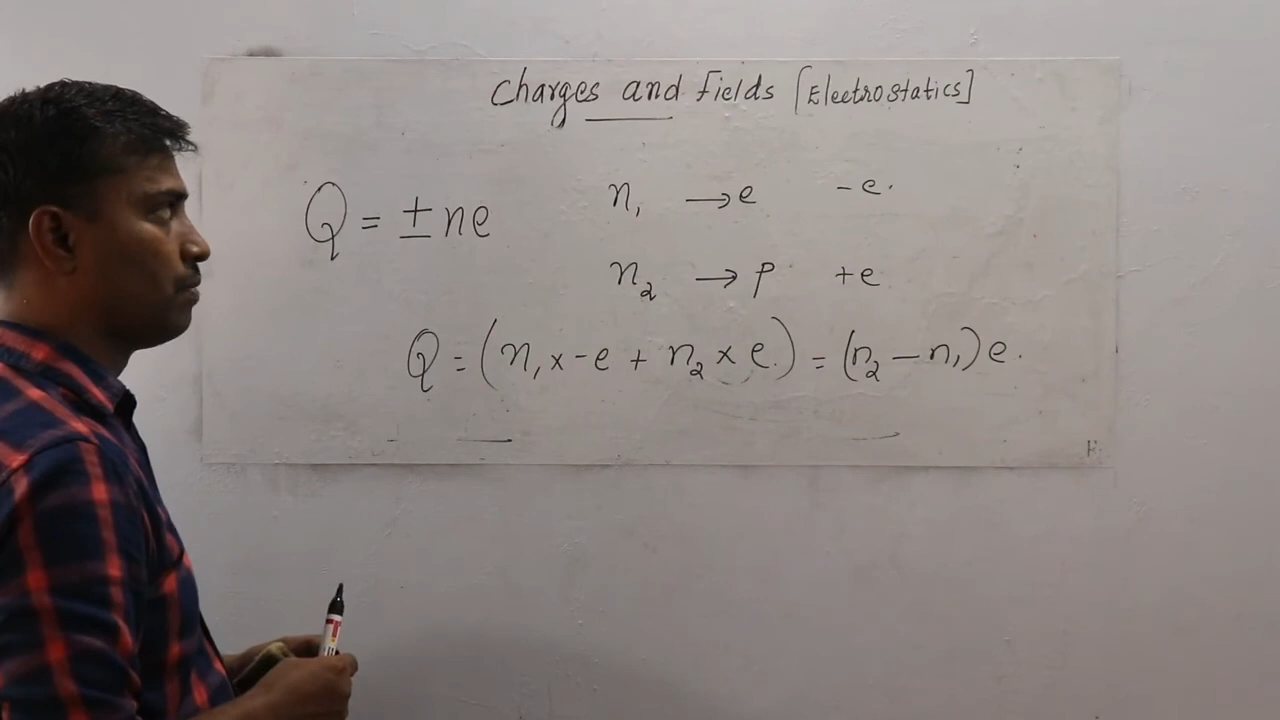 Charges and Fields [Electrostatics]
Q = ±ne
n₁ → e -e.
n₂ → p +e
Q = (n₁ x -e + n₂ x e.) = (n₂ - n₁)e.